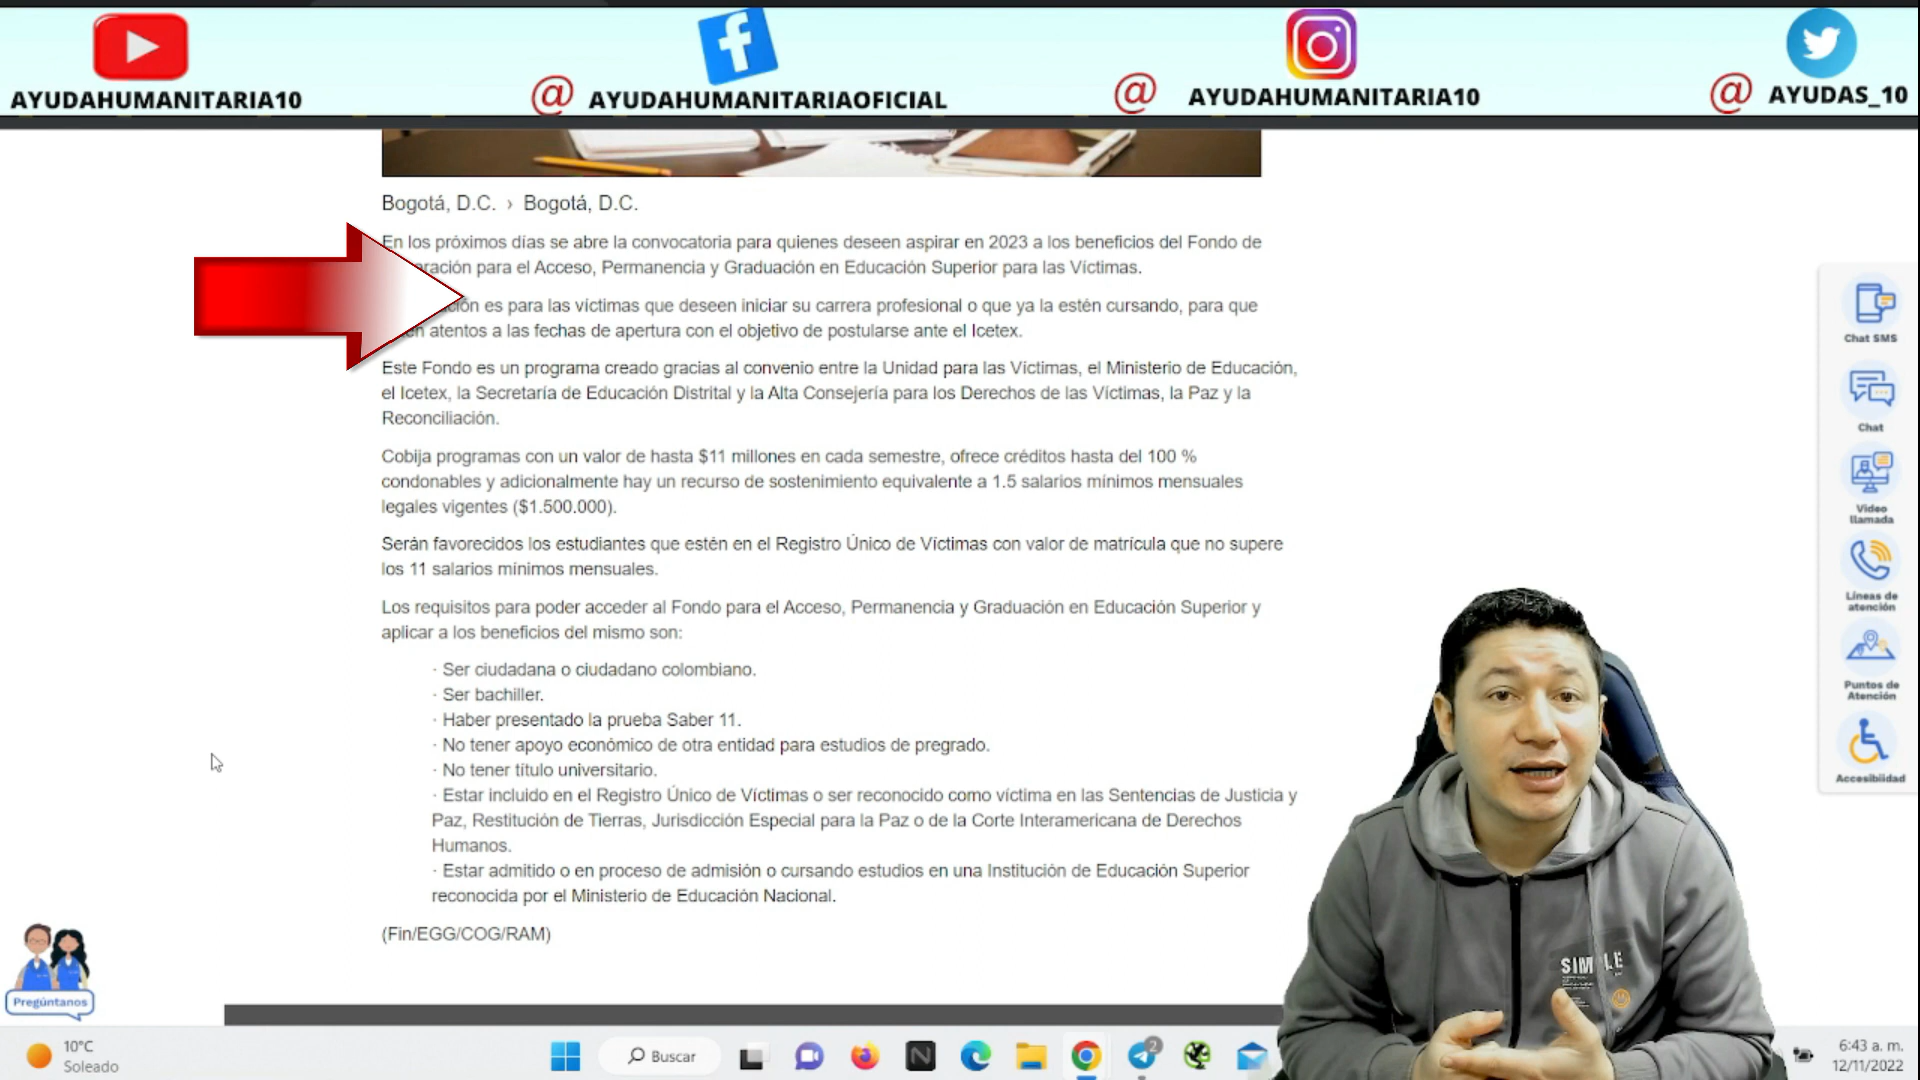 AYUDAHUMANITARIA10
@ AYUDAHUMANITARIAOFICIAL
@ AYUDAHUMANITARIA10
@ AYUDAS_10
Bogotá, D.C. › Bogotá, D.C.
En los próximos días se abre la convocatoria para quienes deseen aspirar en 2023 a los beneficios del Fondo de
ración para el Acceso, Permanencia y Graduación en Educación Superior para las Víctimas.
ión es para las víctimas que deseen iniciar su carrera profesional o que ya la estén cursando, para que
n atentos a las fechas de apertura con el objetivo de postularse ante el Icetex.
Este Fondo es un programa creado gracias al convenio entre la Unidad para las Víctimas, el Ministerio de Educación,
el Icetex, la Secretaría de Educación Distrital y la Alta Consejería para los Derechos de las Víctimas, la Paz y la
Reconciliación.
Cobija programas con un valor de hasta $11 millones en cada semestre, ofrece créditos hasta del 100 %
condonables y adicionalmente hay un recurso de sostenimiento equivalente a 1.5 salarios mínimos mensuales
legales vigentes ($1.500.000).
Serán favorecidos los estudiantes que estén en el Registro Único de Víctimas con valor de matrícula que no supere
los 11 salarios mínimos mensuales.
Los requisitos para poder acceder al Fondo para el Acceso, Permanencia y Graduación en Educación Superior y
aplicar a los beneficios del mismo son:
· Ser ciudadana o ciudadano colombiano.
· Ser bachiller.
· Haber presentado la prueba Saber 11.
· No tener apoyo económico de otra entidad para estudios de pregrado.
· No tener título universitario.
· Estar incluido en el Registro Único de Víctimas o ser reconocido como víctima en las Sentencias de Justicia y
Paz, Restitución de Tierras, Jurisdicción Especial para la Paz o de la Corte Interamericana de Derechos
Humanos.
· Estar admitido o en proceso de admisión o cursando estudios en una Institución de Educación Superior
reconocida por el Ministerio de Educación Nacional.
(Fin/EGG/COG/RAM)
Chat SMS
Chat
Video
llamada
Líneas de
atención
Puntos de
Atención
Accesibilidad
Pregúntanos
10°C
Soleado
Buscar
2
6:43 a. m.
12/11/2022